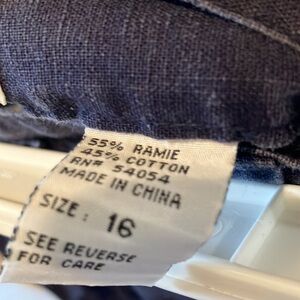 55% RAMIE
45% COTTON
RN# 54054
MADE IN CHINA
SIZE: 16
SEE REVERSE
FOR CARE